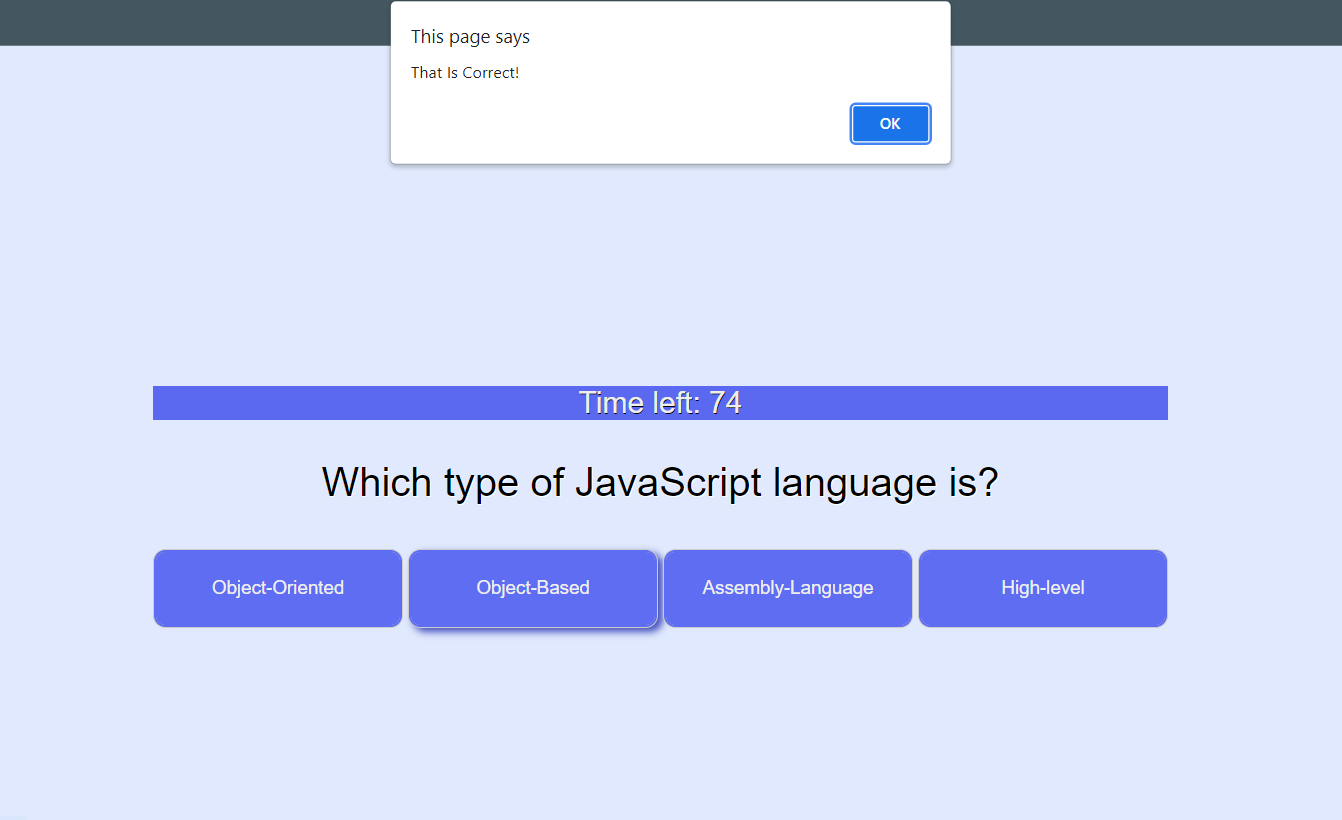 This page says
That Is Correct!
OK
Time left: 74
Which type of JavaScript language is?
Object-Oriented
Object-Based
Assembly-Language
High-level